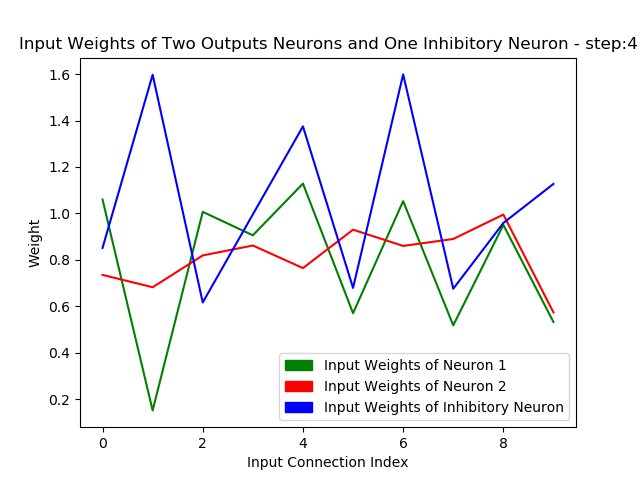 Input Weights of Two Outputs Neurons and One Inhibitory Neuron - step:4
1.6
1.4
1.2
1.0
0.8
0.6
0.4
0.2
Weight
Input Weights of Neuron 1
Input Weights of Neuron 2
Input Weights of Inhibitory Neuron
0 2 4 6 8
Input Connection Index